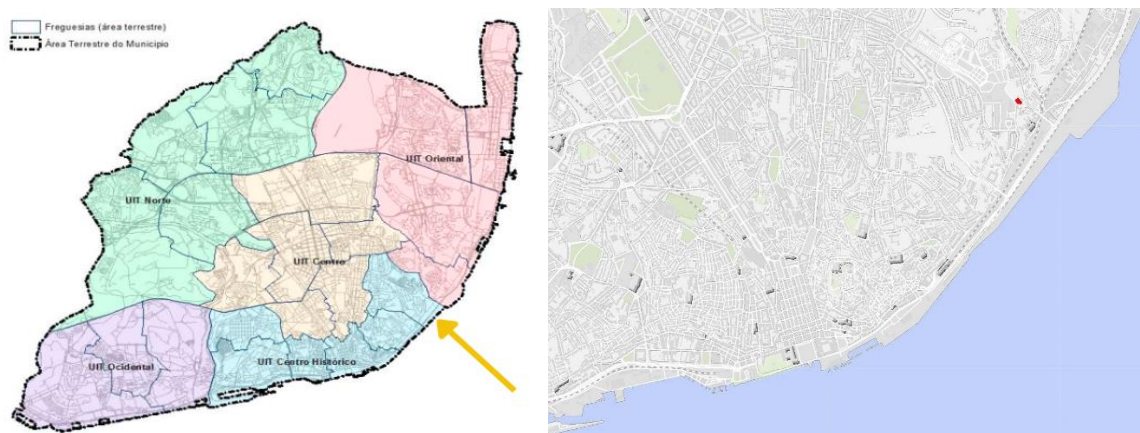 Freguesias (área terrestre)
Área Terrestre do Município
UIT Oriental
UIT Norte
UIT Centro
UIT Centro Histórico
UIT Ocidental